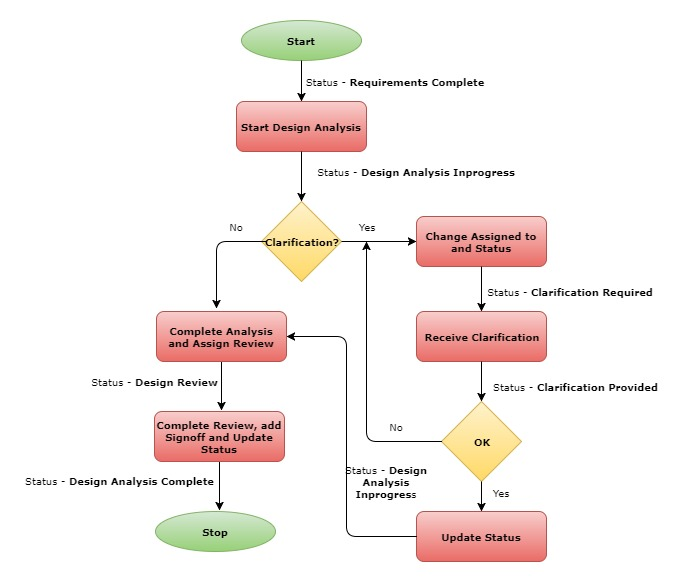 Start
Status - Requirements Complete
Start Design Analysis
Status - Design Analysis Inprogress
No
Yes
Clarification?
Change Assigned to
and Status
Status - Clarification Required
Complete Analysis
and Assign Review
Receive Clarification
Status - Design Review
Status - Clarification Provided
Complete Review, add
Signoff and Update
Status
No
OK
Status - Design
Analysis
Inprogress
Status - Design Analysis Complete
Yes
Stop
Update Status